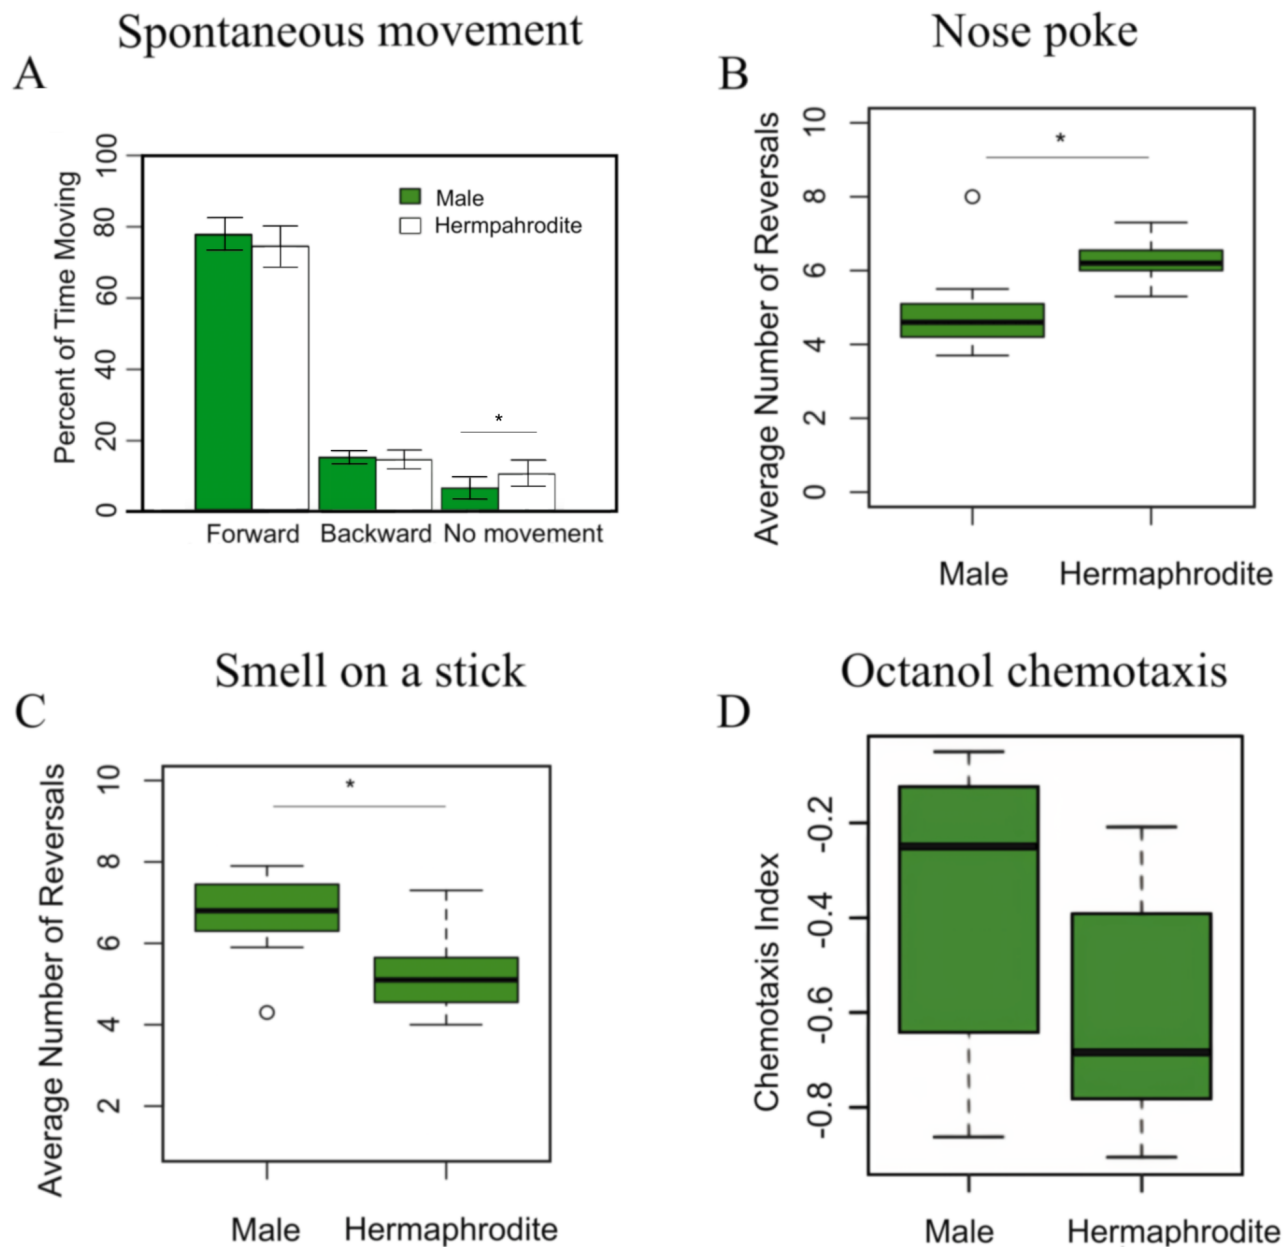 Spontaneous movement
A
Percent of Time Moving
100
80
60
40
20
0
Male
Hermpahrodite
*
Forward Backward No movement
Nose poke
B
Average Number of Reversals
10
8
6
4
2
0
*
Male Hermaphrodite
Smell on a stick
C
Average Number of Reversals
10
8
6
4
2
*
Male Hermaphrodite
Octanol chemotaxis
D
Chemotaxis Index
-0.2
-0.4
-0.6
-0.8
Male Hermaphrodite